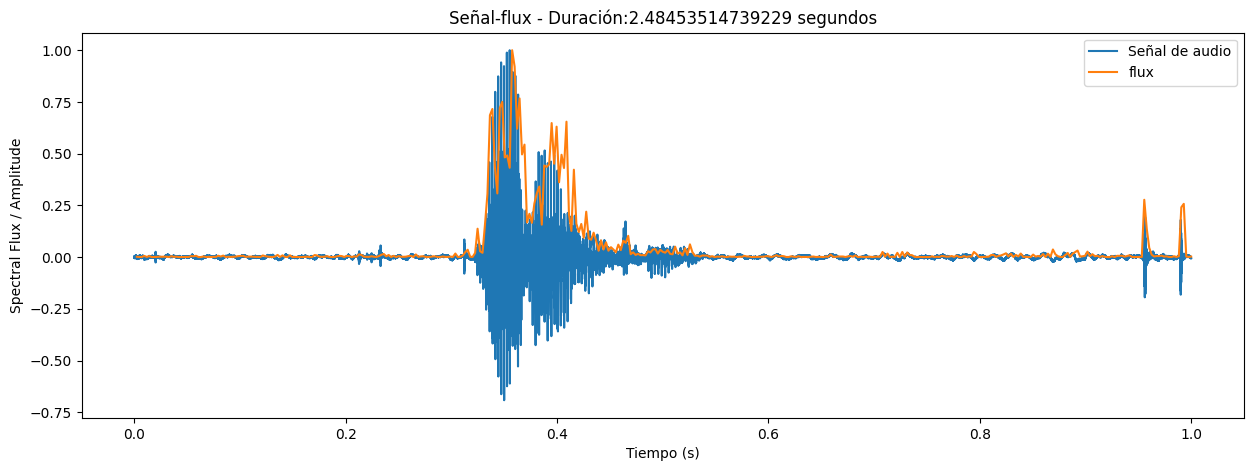 Señal-flux - Duración:2.48453514739229 segundos
Señal de audio
flux
Spectral Flux / Amplitude
1.00
0.75
0.50
0.25
0.00
−0.25
−0.50
−0.75
0.0
0.2
0.4
0.6
0.8
1.0
Tiempo (s)